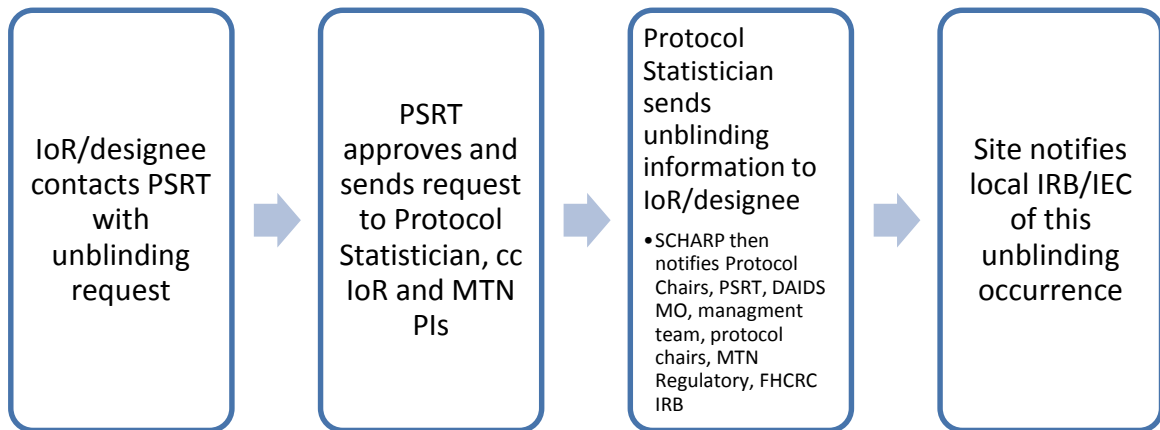 IoR/designee
contacts PSRT
with
unblinding
request
PSRT
approves and
sends request
to Protocol
Statistician, cc
IoR and MTN
PIs
Protocol
Statistician
sends
unblinding
information to
IoR/designee
•SCHARP then
notifies Protocol
Chairs, PSRT, DAIDS
MO, managment
team, protocol
chairs, MTN
Regulatory, FHCRC
IRB
Site notifies
local IRB/IEC
of this
unblinding
occurrence